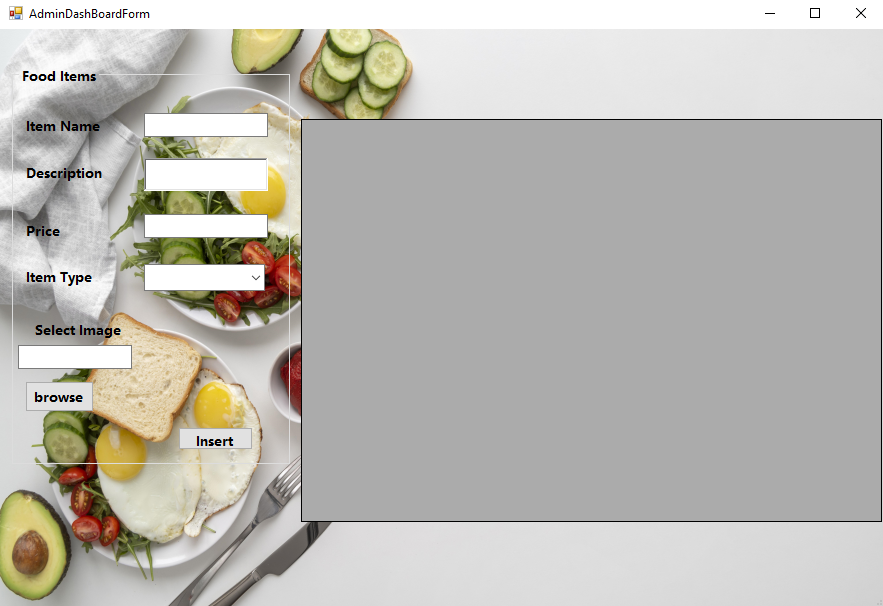 AdminDashBoardForm
Food Items
Item Name
Description
Price
Item Type
Select Image
browse
Insert